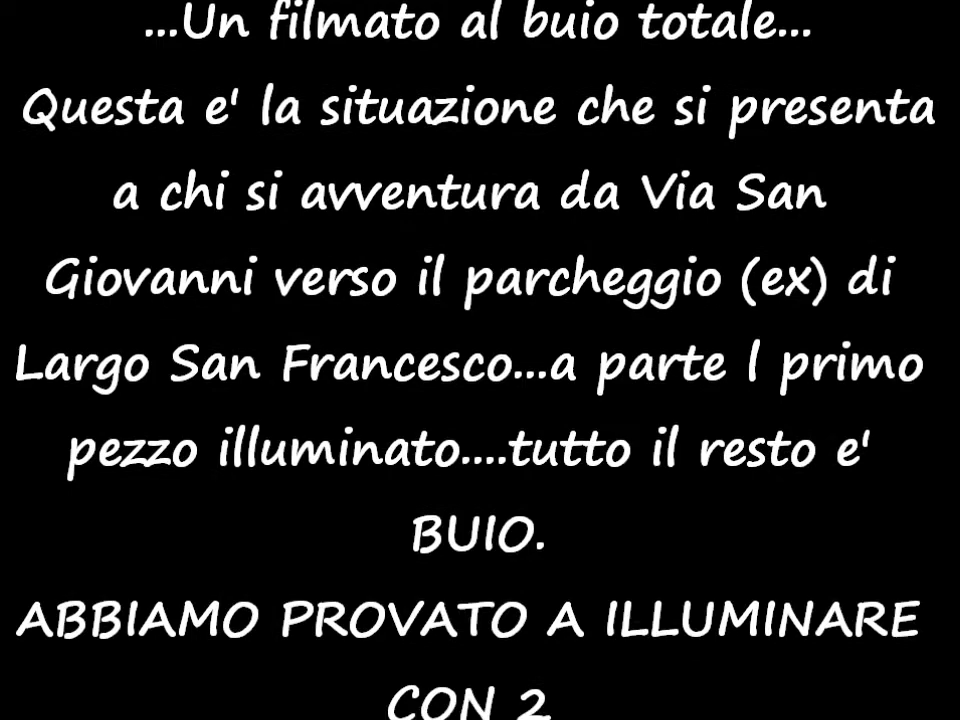 ...Un filmato al buio totale...
Questa e' la situazione che si presenta
a chi si avventura da Via San
Giovanni verso il parcheggio (ex) di
Largo San Francesco...a parte l primo
pezzo illuminato....tutto il resto e'
BUIO.
ABBIAMO PROVATO A ILLUMINARE
CON 2